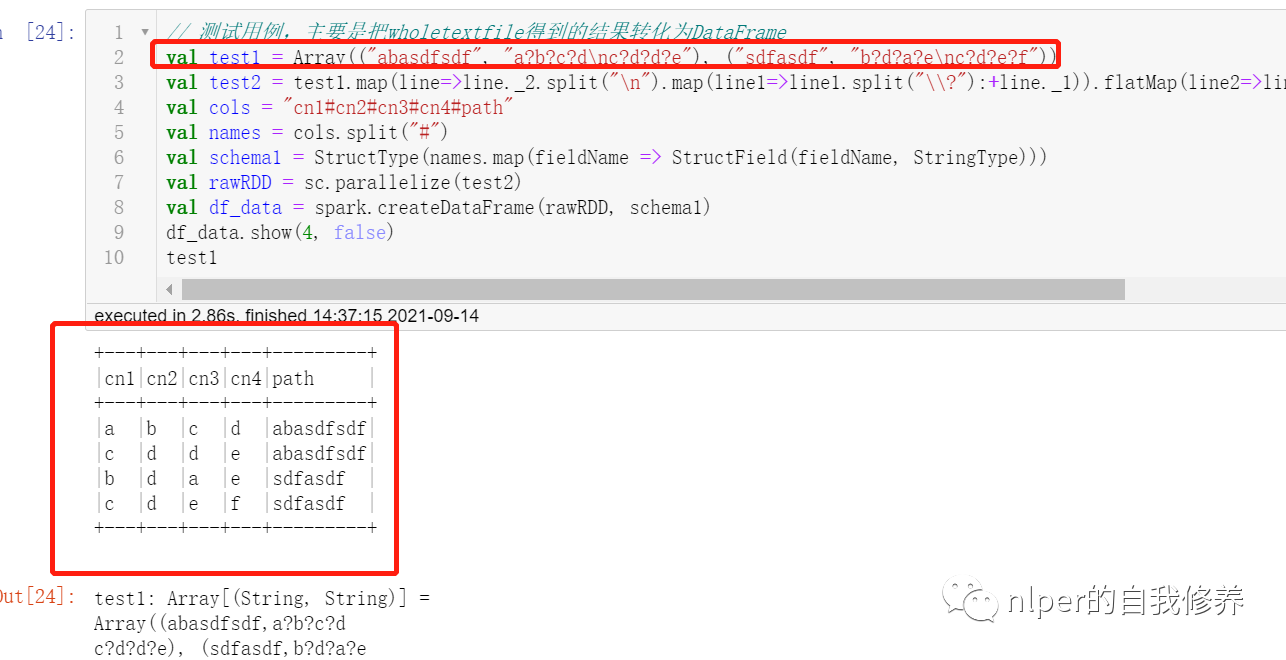 [24]:
1 // 测试用例，主要是把wholetextfile得到的结果转化为DataFrame
2 val test1 = Array(("abasdfsdf", "a?b?c?d\nc?d?d?e"), ("sdfasdf", "b?d?a?e\nc?d?e?f"))
3 val test2 = test1.map(line=>line._2.split("\n").map(line1=>line1.split("\\?"):+line._1)).flatMap(line2=>li
4 val cols = "cn1#cn2#cn3#cn4#path"
5 val names = cols.split("#")
6 val schema1 = StructType(names.map(fieldName => StructField(fieldName, StringType)))
7 val rawRDD = sc.parallelize(test2)
8 val df_data = spark.createDataFrame(rawRDD, schema1)
9 df_data.show(4, false)
10 test1
executed in 2.86s, finished 14:37:15 2021-09-14
+---+---+---+---+---------+
|cn1|cn2|cn3|cn4|path     |
+---+---+---+---+---------+
|a  |b  |c  |d  |abasdfsdf|
|c  |d  |d  |e  |abasdfsdf|
|b  |d  |a  |e  |sdfasdf  |
|c  |d  |e  |f  |sdfasdf  |
+---+---+---+---+---------+
Out[24]: test1: Array[(String, String)] =
Array((abasdfsdf,a?b?c?d
c?d?d?e), (sdfasdf,b?d?a?e
nlper的自我修养